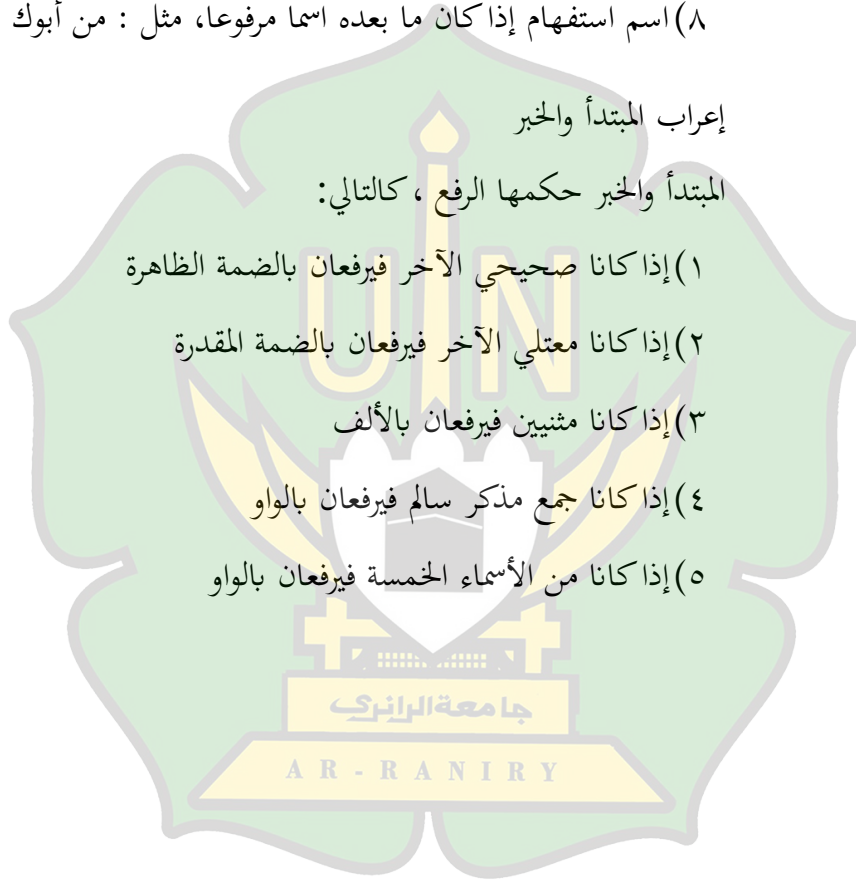 ٨) اسم استفهام إذا كان ما بعده اسما مرفوعا، مثل : من أبوك
إعراب المبتدأ والخبر
المبتدأ والخبر حكمها الرفع ، كالتالي:
١) إذا كانا صحيحي الآخر فيرفعان بالضمة الظاهرة
٢) إذا كانا معتلي الآخر فيرفعان بالضمة المقدرة
٣) إذا كانا مثنيين فيرفعان بالألف
٤) إذا كانا جمع مذكر سالم فيرفعان بالواو
٥) إذا كانا من الأسماء الخمسة فيرفعان بالواو
UIN
جامعة الرانري
AR-RANIRY